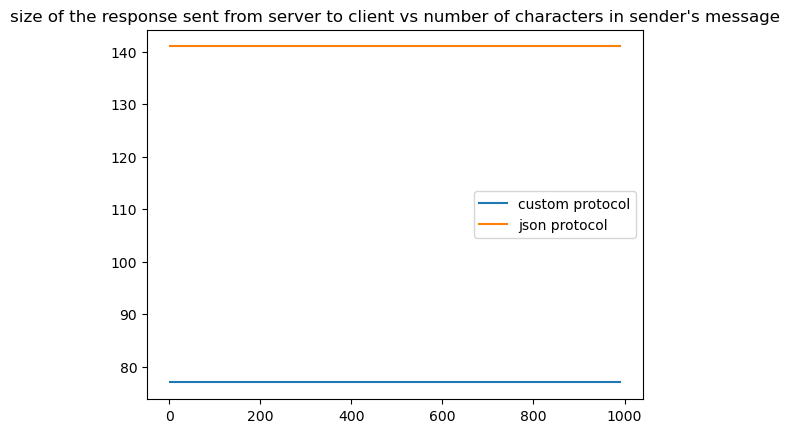 size of the response sent from server to client vs number of characters in sender's message
140
130
120
110
100
90
80
custom protocol
json protocol
0 200 400 600 800 1000